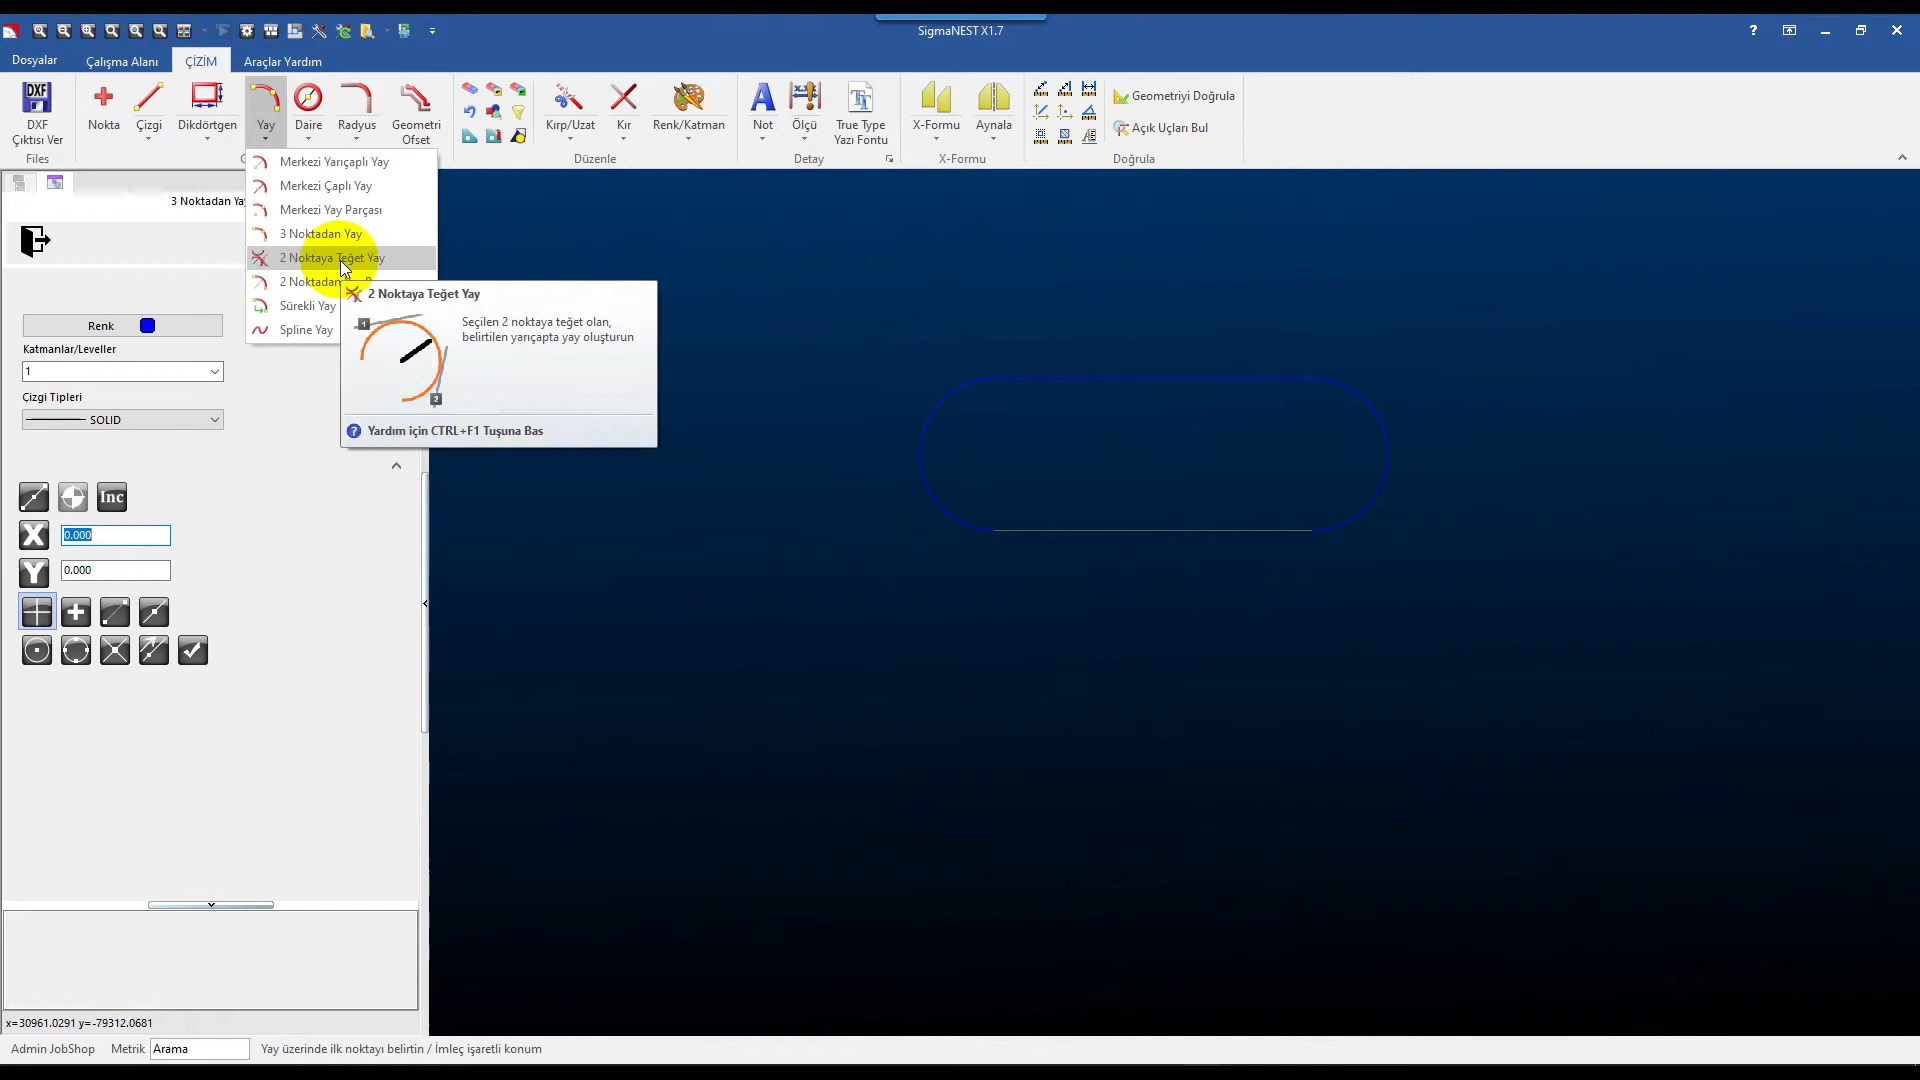 SigmaNEST X1.7
Dosyalar
Çalışma Alanı
ÇİZİM
Araçlar Yardım
DXF
DXF
Çıktısı Ver
Nokta
Çizgi
Dikdörtgen
Yay
Daire
Radyus
Geometri
Ofset
Kırp/Uzat
Kır
Renk/Katman
Not
Ölçü
True Type
Yazı Fontu
X-Formu
Aynala
Geometriyi Doğrula
Açık Uçları Bul
Files
Düzenle
Detay
X-Formu
Doğrula
Merkezi Yarıçaplı Yay
Merkezi Çaplı Yay
Merkezi Yay Parçası
3 Noktadan Yay
2 Noktaya Teğet Yay
2 Noktadan
Sürekli Yay
Spline Yay
3 Noktadan Yay
2 Noktaya Teğet Yay
1
2
Seçilen 2 noktaya teğet olan,
belirtilen yarıçapta yay oluşturun
Yardım için CTRL+F1 Tuşuna Bas
Renk
Katmanlar/Leveller
1
Çizgi Tipleri
SOLID
Inc
X
0.000
Y
0.000
x=30961.0291 y=-79312.0681
Admin JobShop
Metrik
Arama
Yay üzerinde ilk noktayı belirtin / İmleç işaretli konum